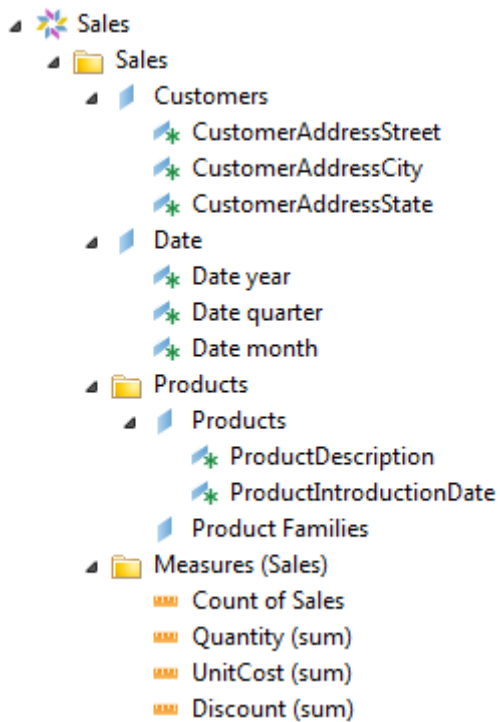 Sales
Sales
Customers
CustomerAddressStreet
CustomerAddressCity
CustomerAddressState
Date
Date year
Date quarter
Date month
Products
Products
ProductDescription
ProductIntroductionDate
Product Families
Measures (Sales)
Count of Sales
Quantity (sum)
UnitCost (sum)
Discount (sum)